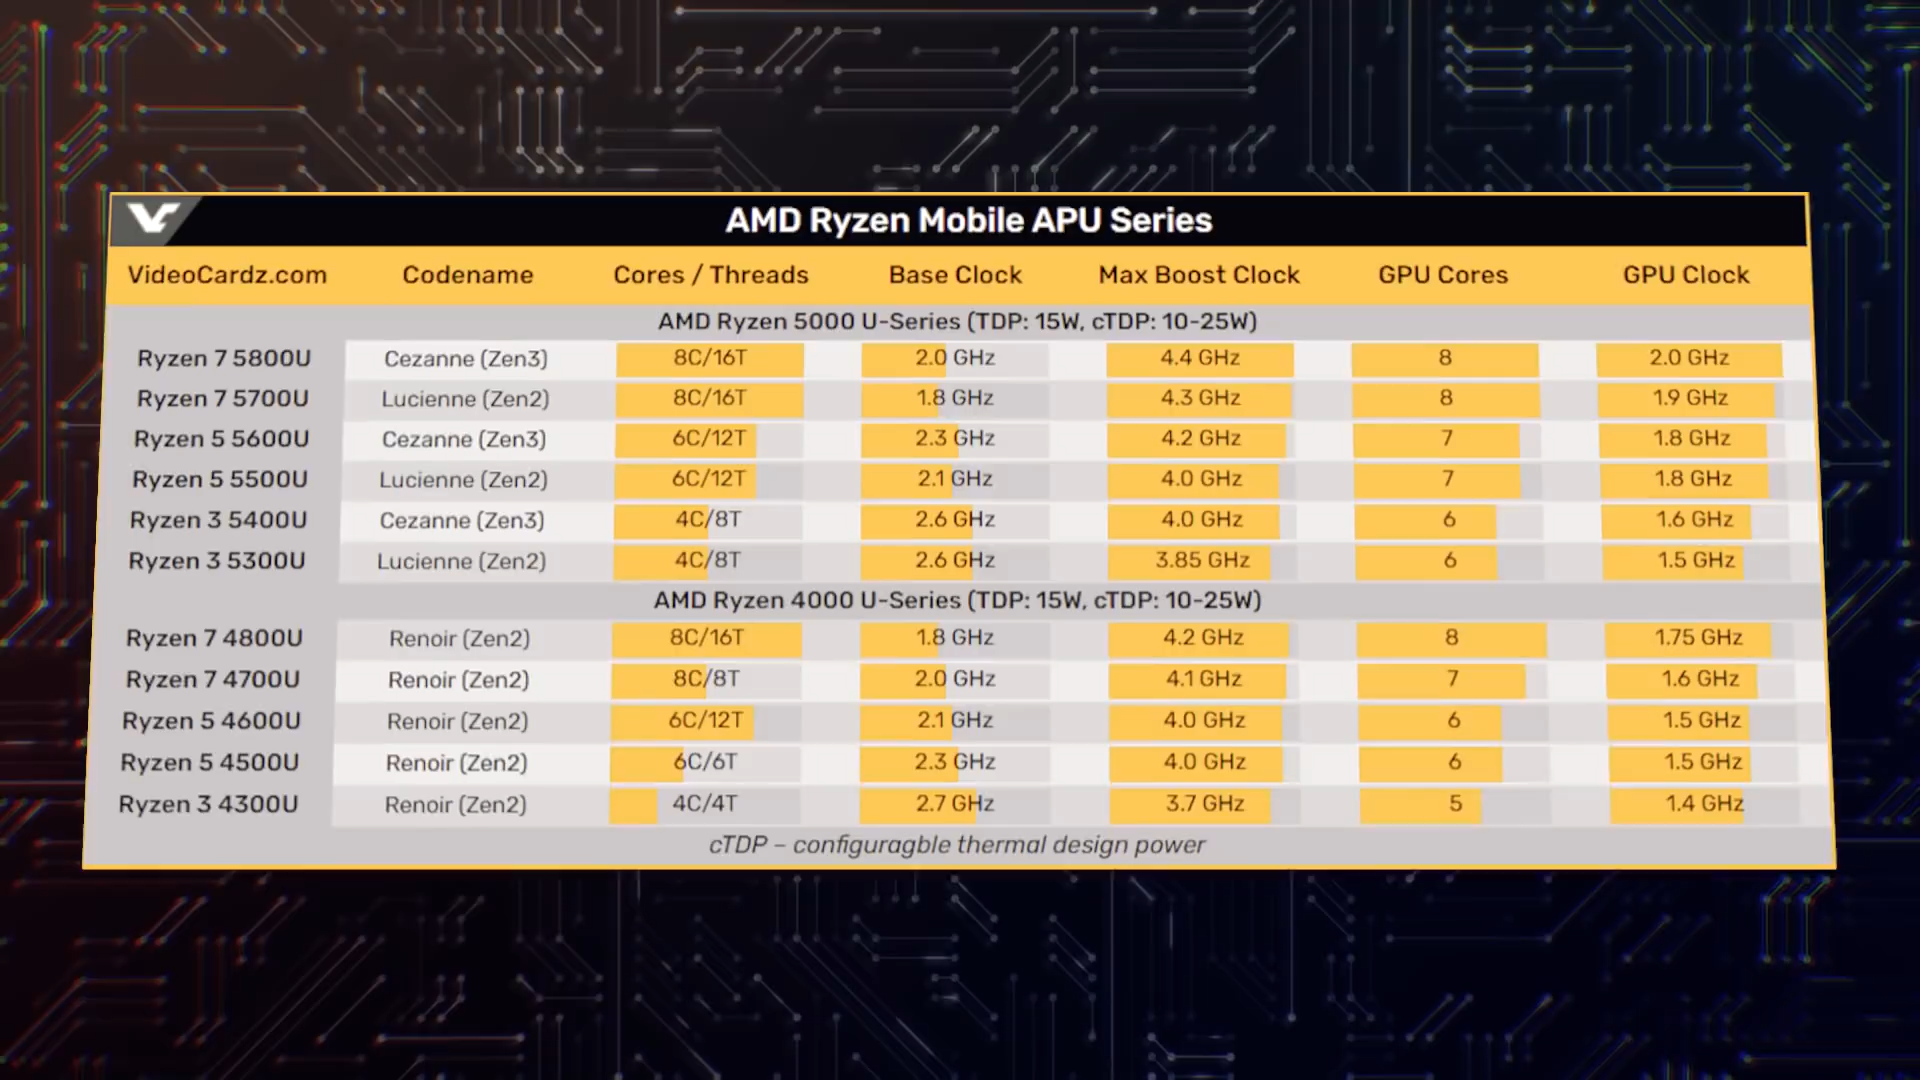 AMD Ryzen Mobile APU Series
VideoCardz.com Codename Cores / Threads Base Clock Max Boost Clock GPU Cores GPU Clock
AMD Ryzen 5000 U-Series (TDP: 15W, cTDP: 10-25W)
Ryzen 7 5800U Cezanne (Zen3) 8C/16T 2.0 GHz 4.4 GHz 8 2.0 GHz
Ryzen 7 5700U Lucienne (Zen2) 8C/16T 1.8 GHz 4.3 GHz 8 1.9 GHz
Ryzen 5 5600U Cezanne (Zen3) 6C/12T 2.3 GHz 4.2 GHz 7 1.8 GHz
Ryzen 5 5500U Lucienne (Zen2) 6C/12T 2.1 GHz 4.0 GHz 7 1.8 GHz
Ryzen 3 5400U Cezanne (Zen3) 4C/8T 2.6 GHz 4.0 GHz 6 1.6 GHz
Ryzen 3 5300U Lucienne (Zen2) 4C/8T 2.6 GHz 3.85 GHz 6 1.5 GHz
AMD Ryzen 4000 U-Series (TDP: 15W, cTDP: 10-25W)
Ryzen 7 4800U Renoir (Zen2) 8C/16T 1.8 GHz 4.2 GHz 8 1.75 GHz
Ryzen 7 4700U Renoir (Zen2) 8C/8T 2.0 GHz 4.1 GHz 7 1.6 GHz
Ryzen 5 4600U Renoir (Zen2) 6C/12T 2.1 GHz 4.0 GHz 6 1.5 GHz
Ryzen 5 4500U Renoir (Zen2) 6C/6T 2.3 GHz 4.0 GHz 6 1.5 GHz
Ryzen 3 4300U Renoir (Zen2) 4C/4T 2.7 GHz 3.7 GHz 5 1.4 GHz
cTDP – configuragble thermal design power